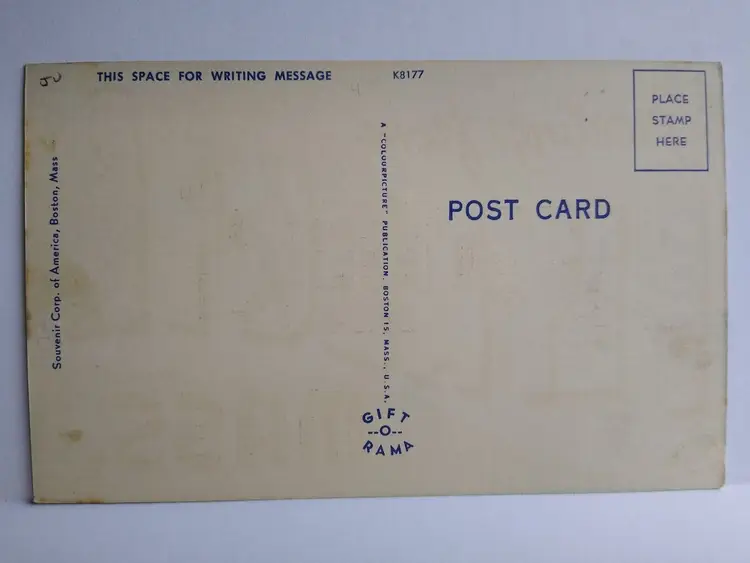 THIS SPACE FOR WRITING MESSAGE
K8177
PLACE
STAMP
HERE
POST CARD
Souvenir Corp. of America, Boston, Mass
A "COLOURPICTURE" PUBLICATION, BOSTON 15, MASS., U.S.A.
GIFT
--O--
RAMA